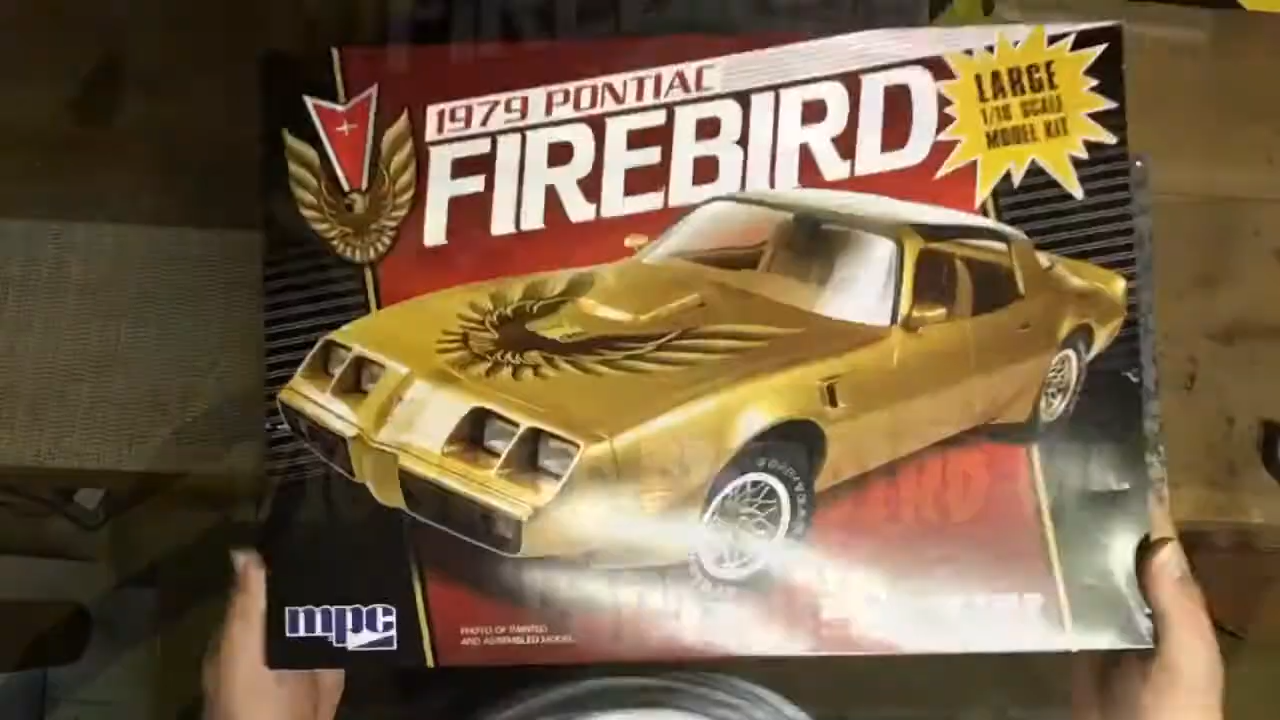 1979 PONTIAC
FIREBIRD
LARGE
1/16 SCALE
MODEL KIT
mpc
PHOTO OF PAINTED
AND ASSEMBLED MODEL